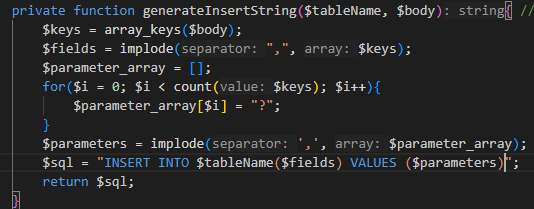 private function generateInsertString($tableName, $body): string{ //
$keys = array_keys($body);
$fields = implode(separator: ",", array: $keys);
$parameter_array = [];
for($i = 0; $i < count(value: $keys); $i++){
$parameter_array[$i] = "?";
}
$parameters = implode(separator: ',', array: $parameter_array);
$sql = "INSERT INTO $tableName($fields) VALUES ($parameters)";
return $sql;
}